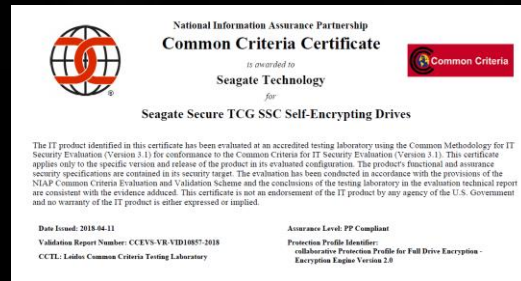 National Information Assurance Partnership
Common Criteria Certificate
is awarded to
Seagate Technology
for
Seagate Secure TCG SSC Self-Encrypting Drives
Common Criteria
The IT product identified in this certificate has been evaluated at an accredited testing laboratory using the Common Methodology for IT
Security Evaluation (Version 3.1) for conformance to the Common Criteria for IT Security Evaluation (Version 3.1). This certificate
applies only to the specific version and release of the product in its evaluated configuration. The product's functional and assurance
security specifications are contained in its security target. The evaluation has been conducted in accordance with the provisions of the
NIAP Common Criteria Evaluation and Validation Scheme and the conclusions of the testing laboratory in the evaluation technical report
are consistent with the evidence adduced. This certificate is not an endorsement of the IT product by any agency of the U.S. Government
and no warranty of the IT product is either expressed or implied.
Date Issued: 2018-04-11
Validation Report Number: CCEVS-VR-VID10857-2018
CCTL: Leidos Common Criteria Testing Laboratory
Assurance Level: PP Compliant
Protection Profile Identifier:
collaborative Protection Profile for Full Drive Encryption -
Encryption Engine Version 2.0